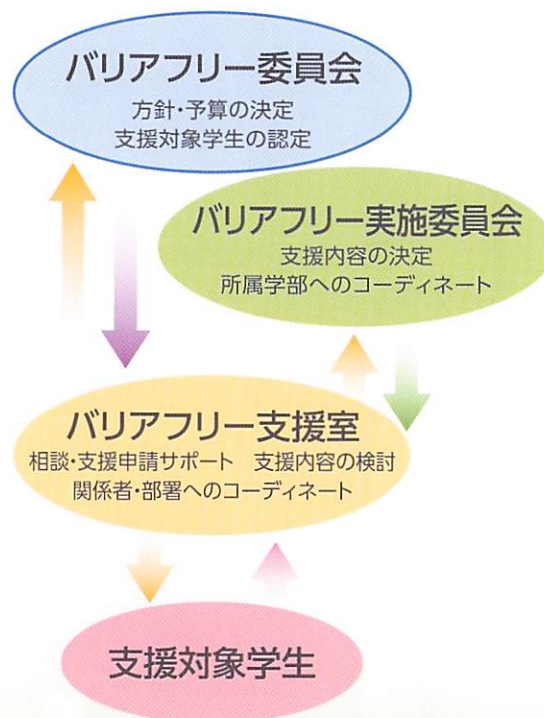 バリアフリー委員会
方針・予算の決定
支援対象学生の認定
バリアフリー実施委員会
支援内容の決定
所属学部へのコーディネート
バリアフリー支援室
相談・支援申請サポート　支援内容の検討
関係者・部署へのコーディネート
支援対象学生